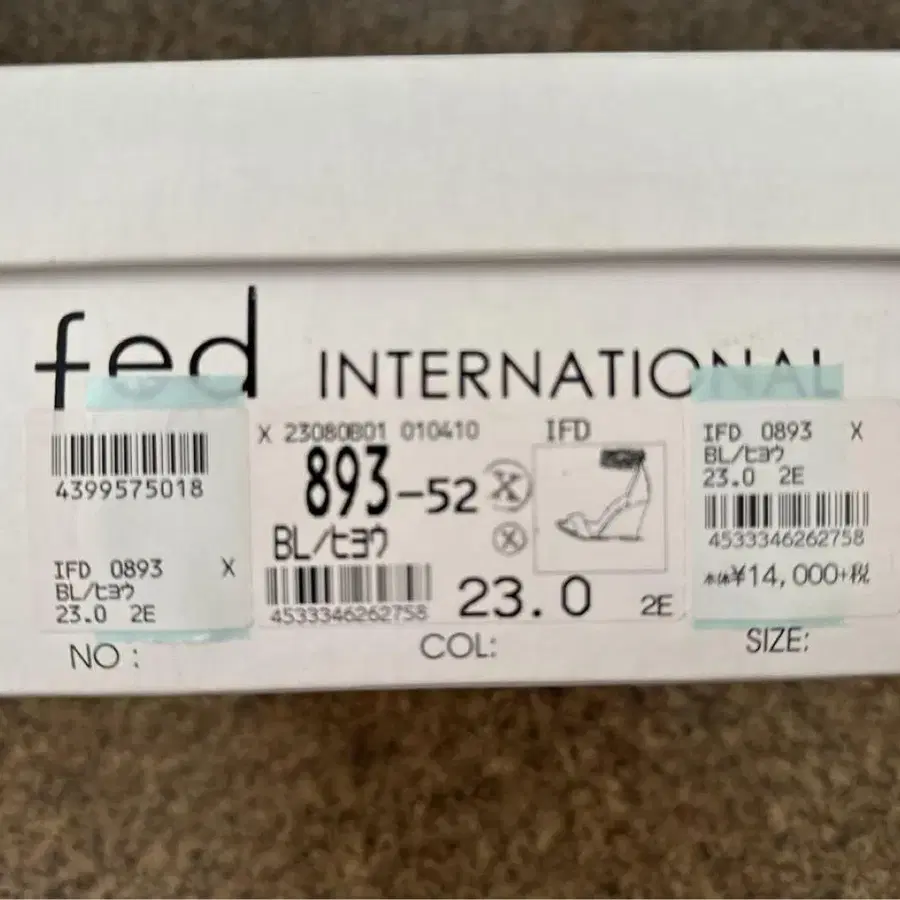 fed INTERNATIONAL
4399575018
IFD 0893 X
BL/ヒヨウ
23.0 2E
X 23080B01 010410 IFD
893-52 X
X
BL/ヒヨウ
4533346262758
23.0 2E
IFD 0893 X
BL/ヒヨウ
23.0 2E
4533346262758
本体¥14,000+税
NO : COL: SIZE: